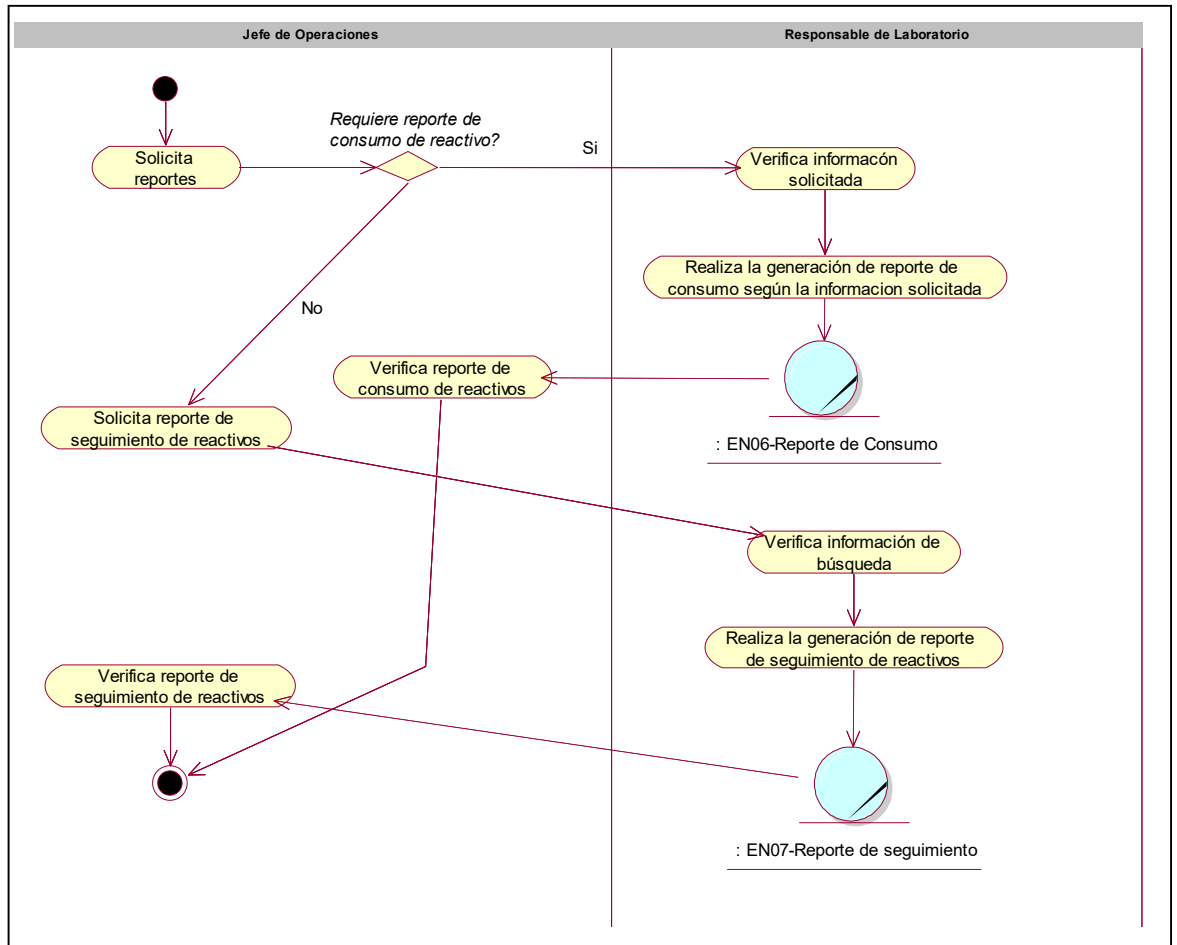 Jefe de Operaciones
Responsable de Laboratorio
Requiere reporte de
consumo de reactivo?
Si
Solicita
reportes
Verifica informacón
solicitada
Realiza la generación de reporte de
consumo según la informacion solicitada
No
Verifica reporte de
consumo de reactivos
Solicita reporte de
seguimiento de reactivos
: EN06-Reporte de Consumo
Verifica información de
búsqueda
Realiza la generación de reporte
de seguimiento de reactivos
Verifica reporte de
seguimiento de reactivos
: EN07-Reporte de seguimiento